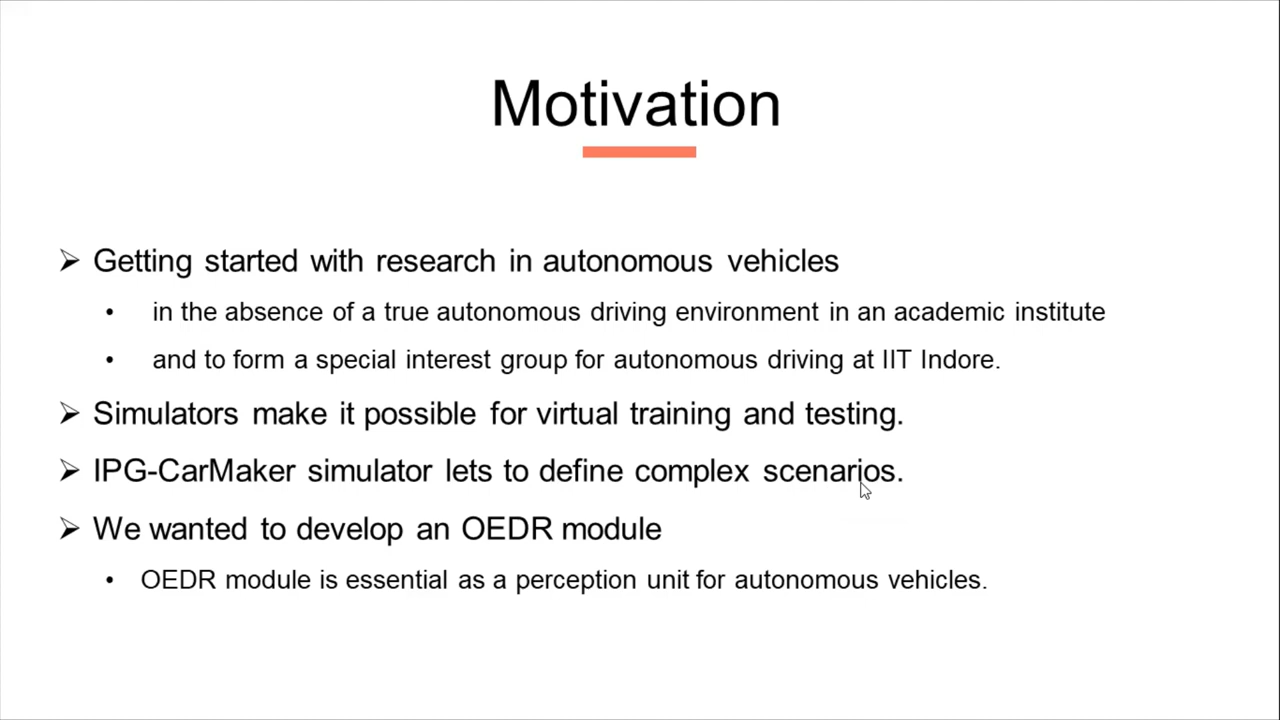 Motivation
➢ Getting started with research in autonomous vehicles
• in the absence of a true autonomous driving environment in an academic institute
• and to form a special interest group for autonomous driving at IIT Indore.
➢ Simulators make it possible for virtual training and testing.
➢ IPG-CarMaker simulator lets to define complex scenarios.
➢ We wanted to develop an OEDR module
• OEDR module is essential as a perception unit for autonomous vehicles.